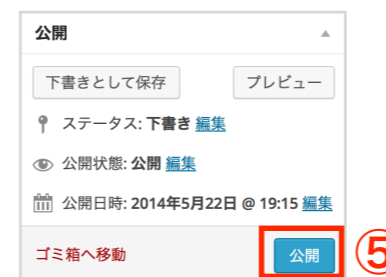 公開
下書きとして保存 プレビュー
ステータス: 下書き 編集
公開状態: 公開 編集
公開日時: 2014年5月22日 @ 19:15 編集
ゴミ箱へ移動 公開 ⑤